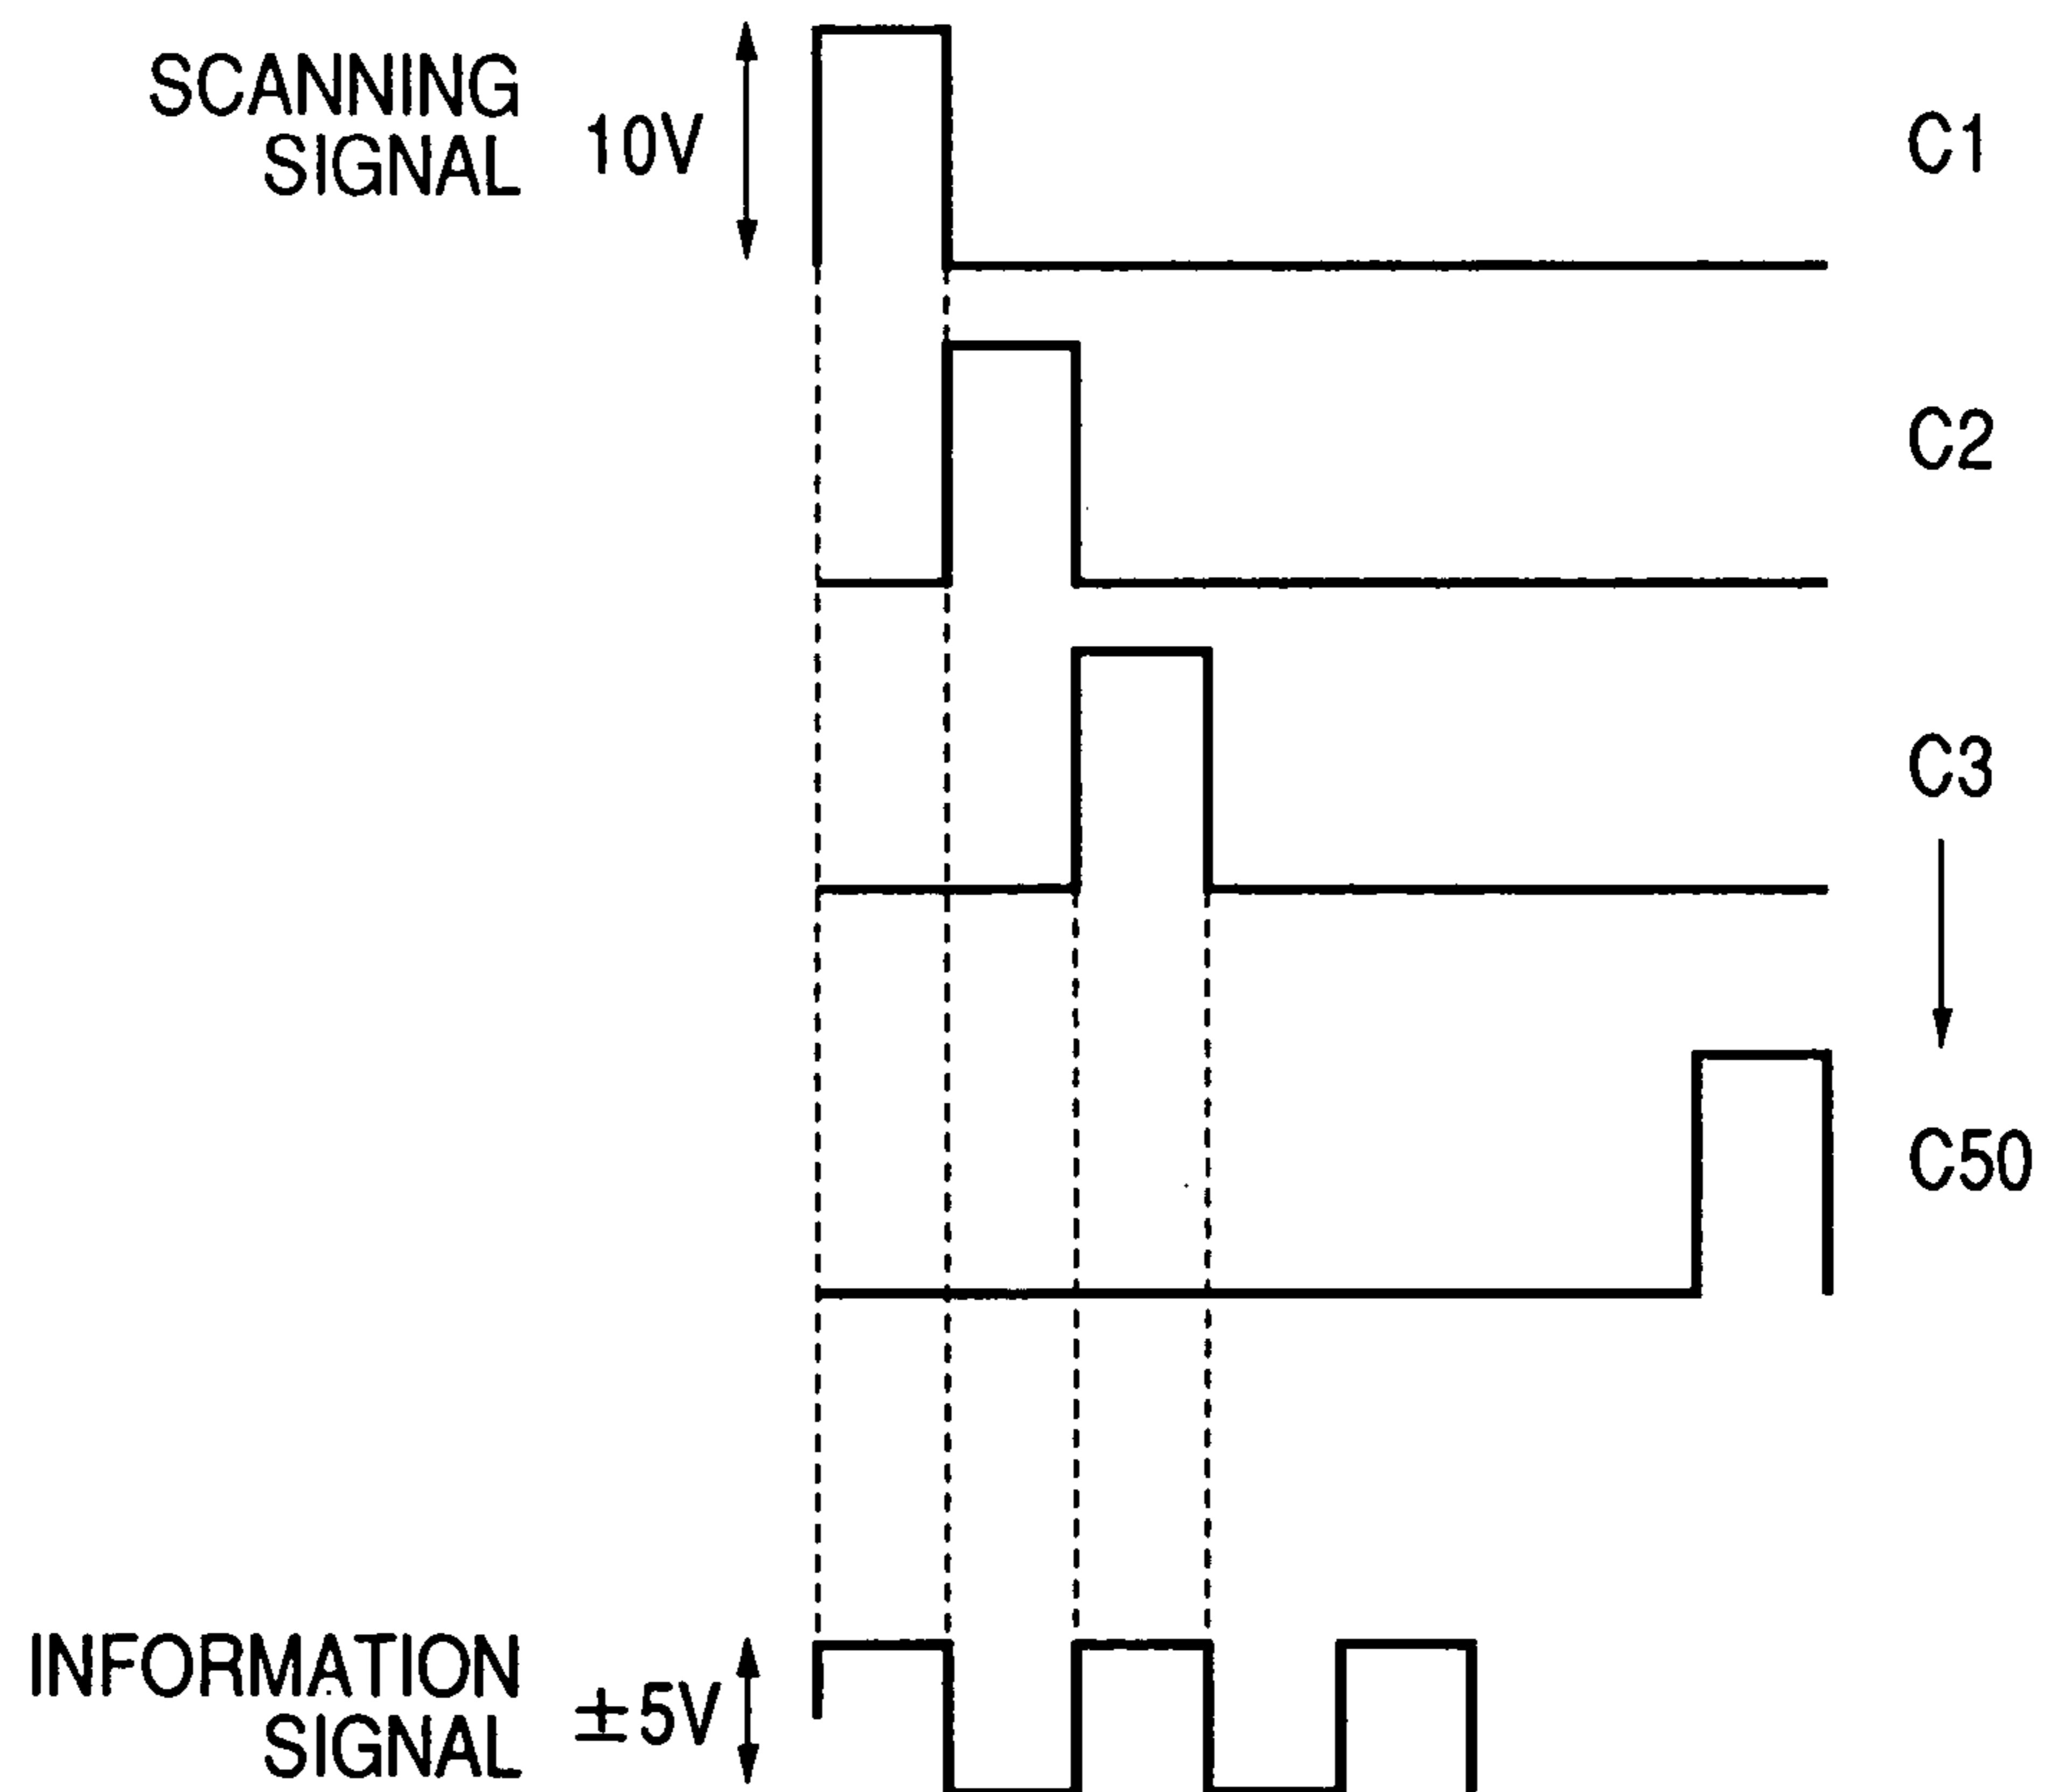 SCANNING
SIGNAL
10V
C1
C2
C3
C50
INFORMATION
SIGNAL
±5V